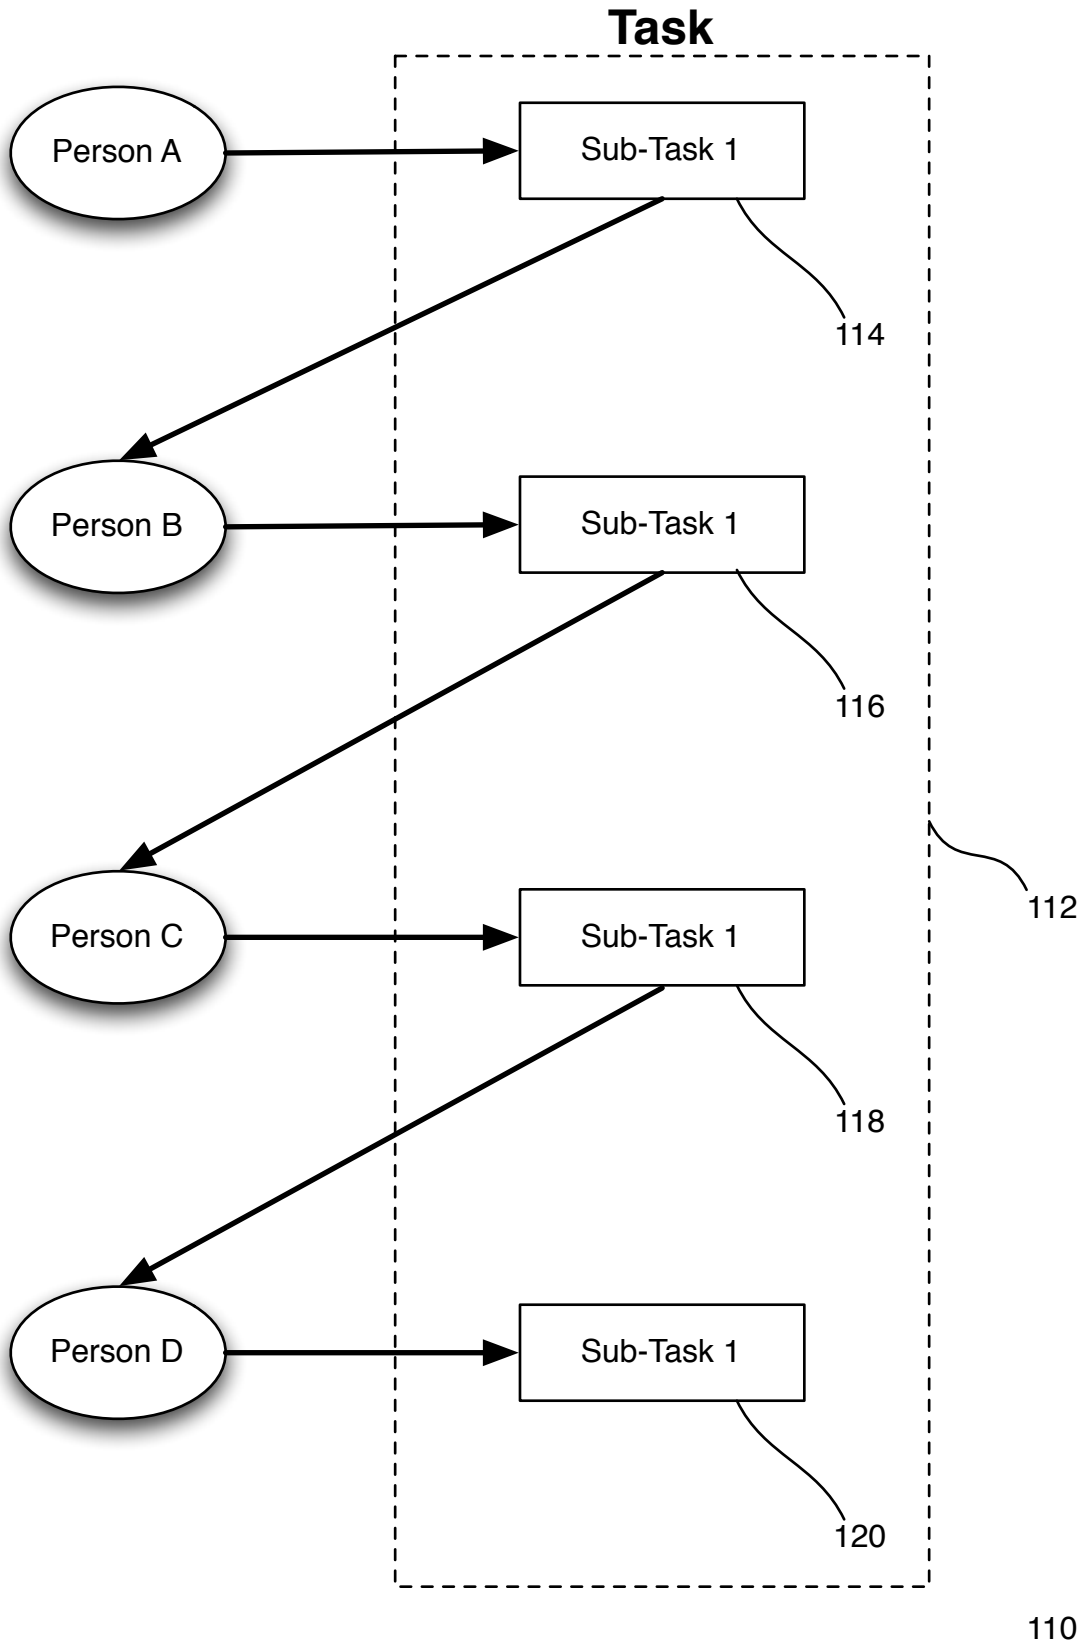 Task
Person A
Sub-Task 1
114
Person B
Sub-Task 1
116
112
Person C
Sub-Task 1
118
Person D
Sub-Task 1
120
110